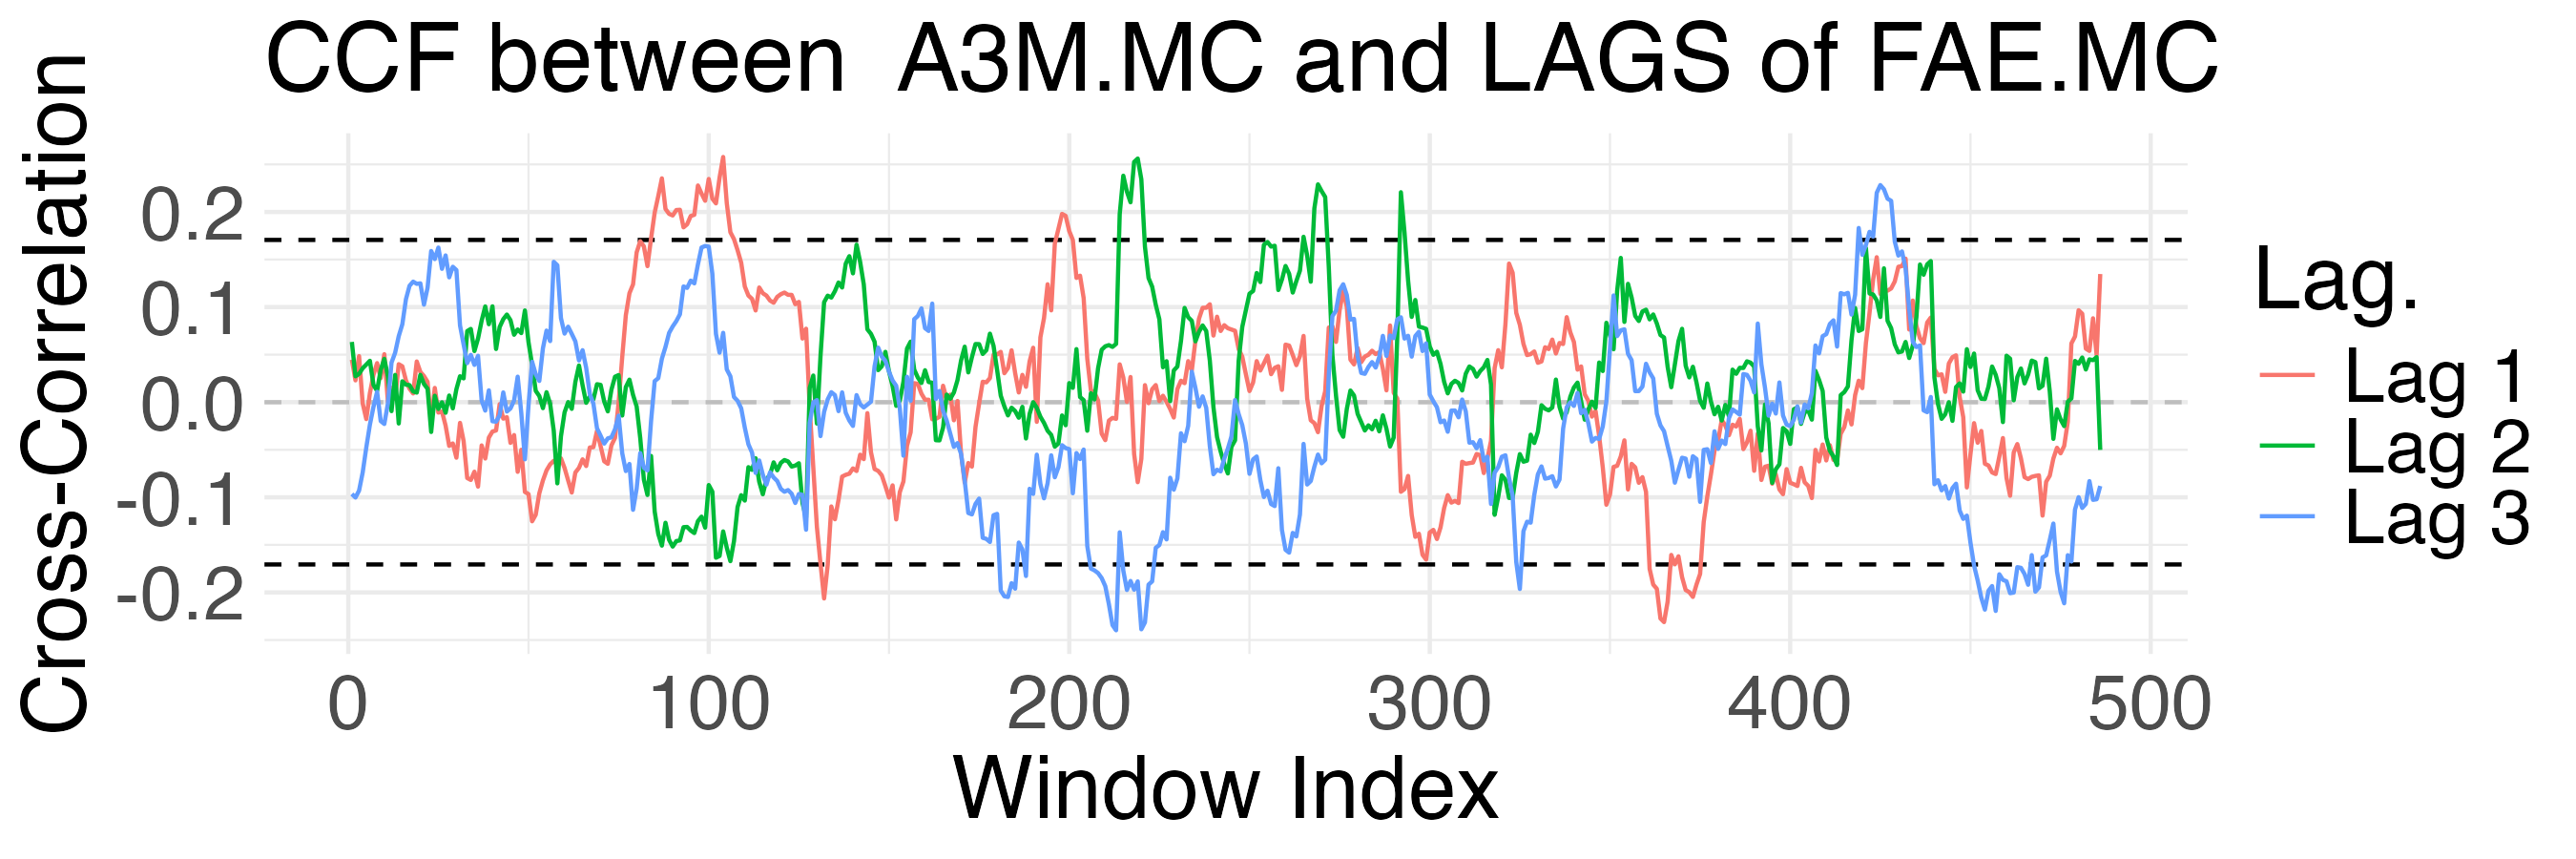 CCF between  A3M.MC and LAGS of FAE.MC
Cross-Correlation
0.2
0.1
0.0
-0.1
-0.2
0 100 200 300 400 500
Window Index
Lag.
Lag 1
Lag 2
Lag 3